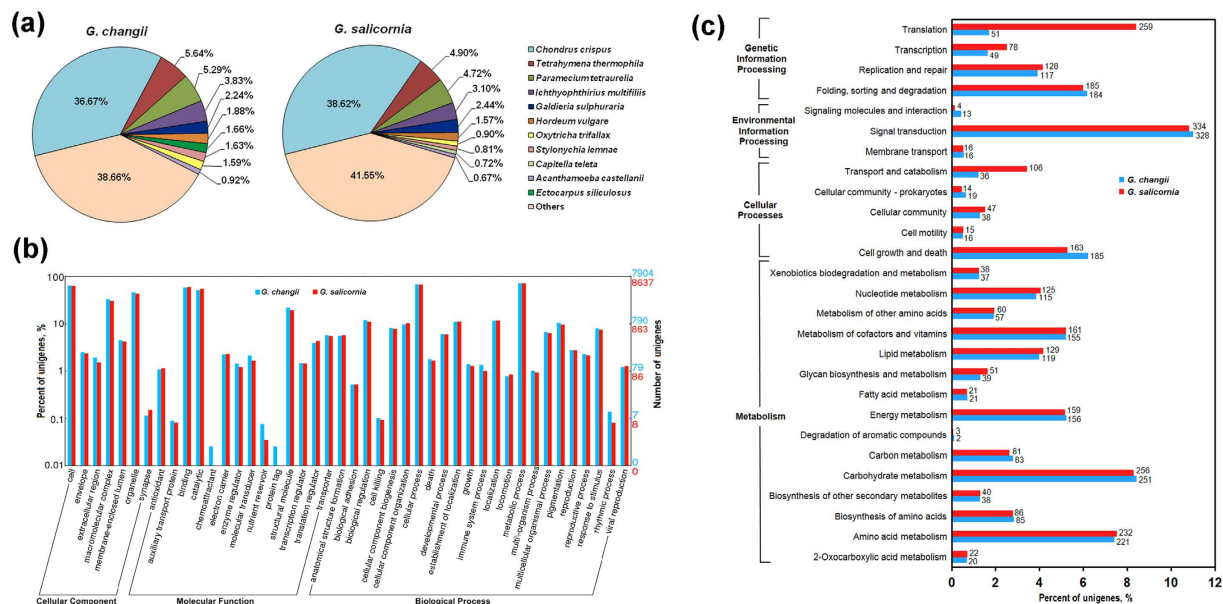 (a)
G. changii
36.67%
5.64%
5.29%
3.83%
2.24%
1.88%
1.66%
1.63%
1.59%
0.92%
38.66%
G. salicornia
38.62%
4.90%
4.72%
3.10%
2.44%
1.57%
0.90%
0.81%
0.72%
0.67%
41.55%
Chondrus crispus
Tetrahymena thermophila
Paramecium tetraurelia
Ichthyophthirius multifiliis
Galdieria sulphuraria
Hordeum vulgare
Oxytricha trifallax
Stylonychia lemnae
Capitella teleta
Acanthamoeba castellanii
Ectocarpus siliculosus
Others
(b)
Percent of unigenes, %
100
10
1
0.1
0.01
G. changii
G. salicornia
7904
8637
790
863
79
86
7
8
0
0
Number of unigenes
cell
envelope
extracellular region
macromolecular complex
membrane-enclosed lumen
organelle
synapse
antioxidant
auxiliary transport protein
binding
catalytic
chemoattractant
electron carrier
enzyme regulator
molecular transducer
nutrient reservoir
protein tag
structural molecule
transcription regulator
translation regulator
transporter
anatomical structure formation
biological adhesion
biological regulation
cell killing
cellular component biogenesis
cellular component organization
cellular process
death
developmental process
establishment of localization
growth
immune system process
localization
locomotion
metabolic process
multi-organism process
multicellular organismal process
pigmentation
reproduction
reproductive process
response to stimulus
rhythmic process
viral reproduction
Cellular Component
Molecular Function
Biological Process
(c)
Genetic
Information
Processing
Translation
259
51
Transcription
78
49
Replication and repair
128
117
Folding, sorting and degradation
185
184
Environmental
Information
Processing
Signaling molecules and interaction
4
13
Signal transduction
334
328
Membrane transport
16
16
Cellular
Processes
Transport and catabolism
106
36
Cellular community - prokaryotes
14
19
Cellular community
47
38
Cell motility
15
16
Cell growth and death
163
185
G. changii
G. salicornia
Metabolism
Xenobiotics biodegradation and metabolism
38
37
Nucleotide metabolism
125
115
Metabolism of other amino acids
60
57
Metabolism of cofactors and vitamins
161
155
Lipid metabolism
129
119
Glycan biosynthesis and metabolism
51
39
Fatty acid metabolism
21
21
Energy metabolism
159
156
Degradation of aromatic compounds
3
2
Carbon metabolism
81
83
Carbohydrate metabolism
256
251
Biosynthesis of other secondary metabolites
40
38
Biosynthesis of amino acids
86
85
Amino acid metabolism
232
221
2-Oxocarboxylic acid metabolism
22
20
0 2 4 6 8 10 12
Percent of unigenes, %